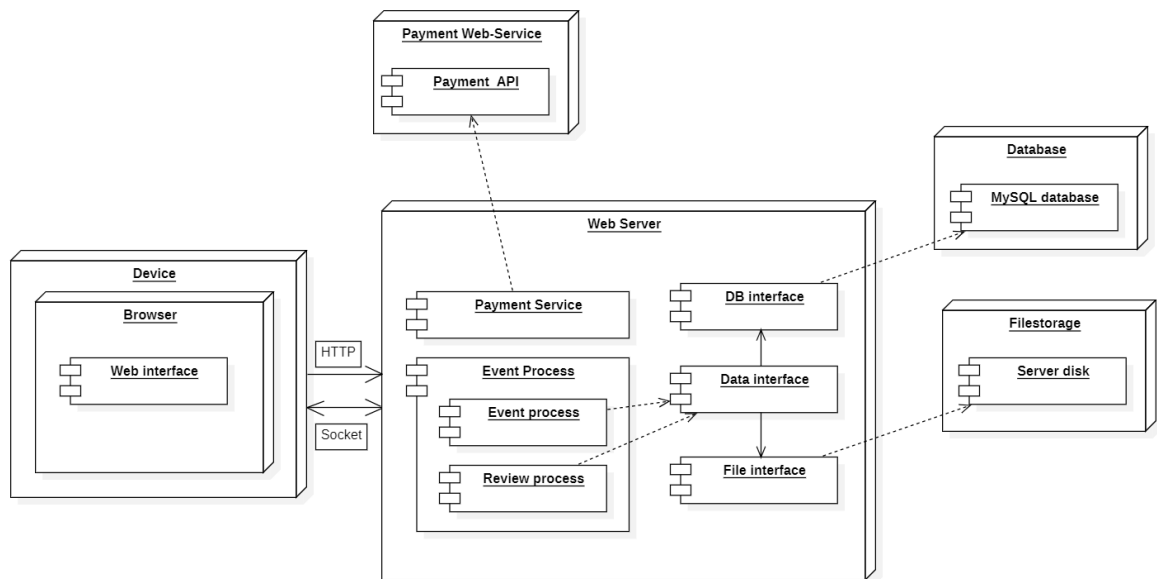 Payment Web-Service
Payment  API
Database
MySQL database
Web Server
Device
Browser
Web interface
HTTP
Socket
Payment Service
Event Process
Event process
Review process
DB interface
Data interface
File interface
Filestorage
Server disk